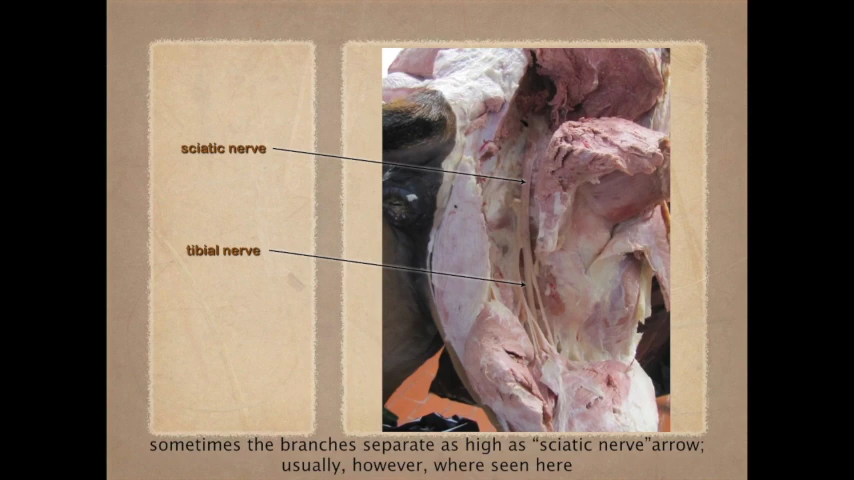 sciatic nerve
tibial nerve
sometimes the branches separate as high as “sciatic nerve”arrow;
usually, however, where seen here